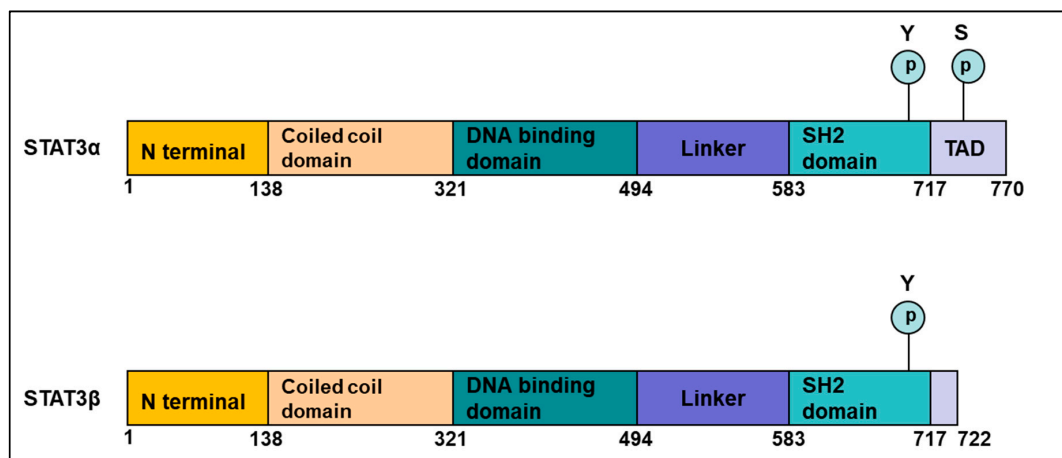 Y S
p p
STAT3α
N terminal
Coiled coil
domain
DNA binding
domain
Linker
SH2
domain
TAD
1 138 321 494 583 717 770
Y
p
STAT3β
N terminal
Coiled coil
domain
DNA binding
domain
Linker
SH2
domain
1 138 321 494 583 717 722